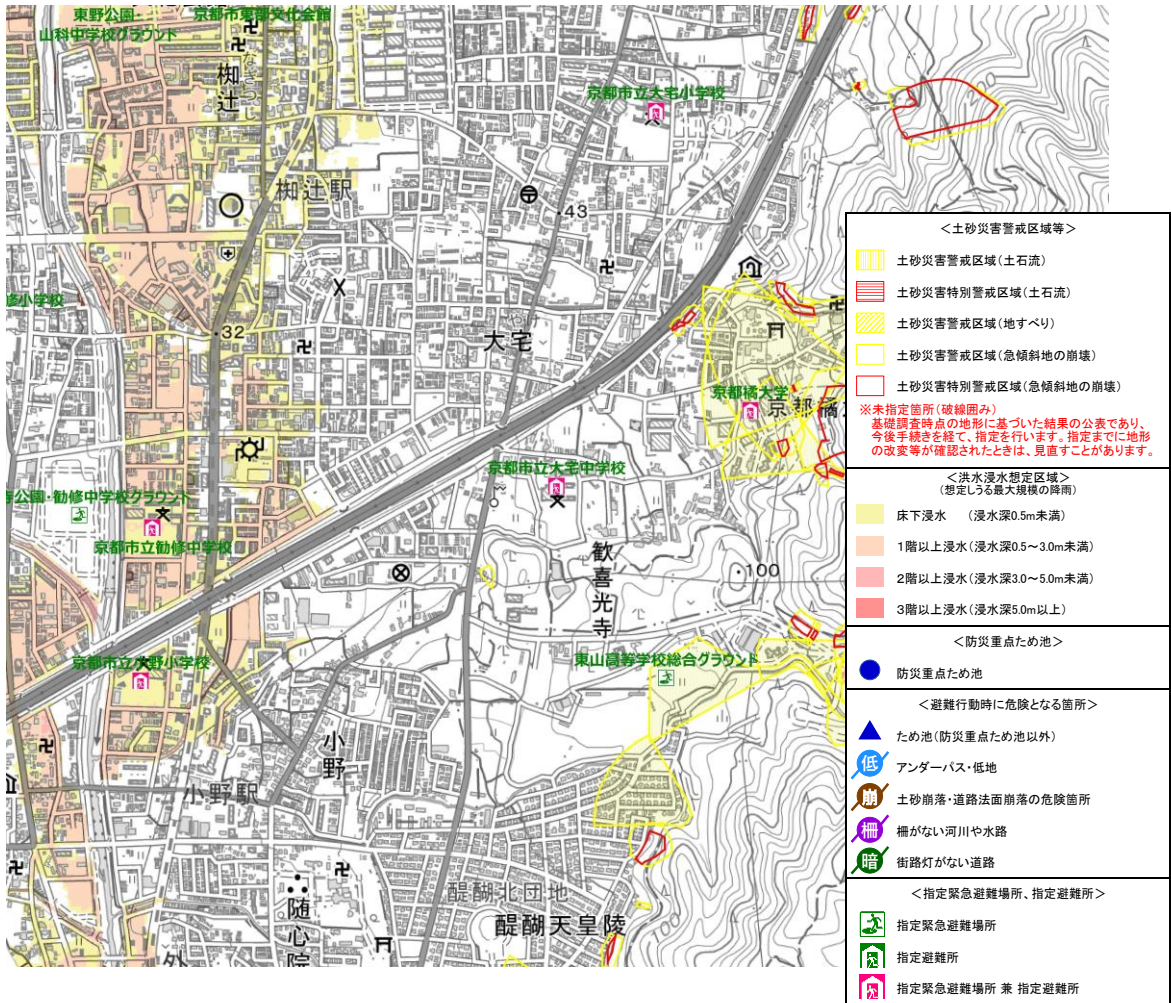 東野公園
京都市東部文化会館
山科中学校グラウンド
なぎつじ
椥辻
京都市立大宅小学校
椥辻駅
43
修小学校
32
おおやけ
大宅
京都橘大学
京都橘
京都市立大宅中学校
寺公園・勧修中学校グラウンド
京都市立勧修中学校
歓喜光寺
100
京都市立小野小学校
東山高等学校総合グラウンド
小野
小野駅
醍醐北団地
随心院
醍醐天皇陵
外
<土砂災害警戒区域等>
土砂災害警戒区域(土石流)
土砂災害特別警戒区域(土石流)
土砂災害警戒区域(地すべり)
土砂災害警戒区域(急傾斜地の崩壊)
土砂災害特別警戒区域(急傾斜地の崩壊)
※未指定箇所(破線囲み)
基礎調査時点の地形に基づいた結果の公表であり、
今後手続きを経て、指定を行います。指定までに地形
の改変等が確認されたときは、見直すことがあります。
<洪水浸水想定区域>
(想定しうる最大規模の降雨)
床下浸水 (浸水深0.5m未満)
1階以上浸水(浸水深0.5～3.0m未満)
2階以上浸水(浸水深3.0～5.0m未満)
3階以上浸水(浸水深5.0m以上)
<防災重点ため池>
防災重点ため池
<避難行動時に危険となる箇所>
ため池(防災重点ため池以外)
低 アンダーパス・低地
崩 土砂崩落・道路法面崩落の危険箇所
柵 柵がない河川や水路
暗 街路灯がない道路
<指定緊急避難場所、指定避難所>
指定緊急避難場所
指定避難所
指定緊急避難場所 兼 指定避難所